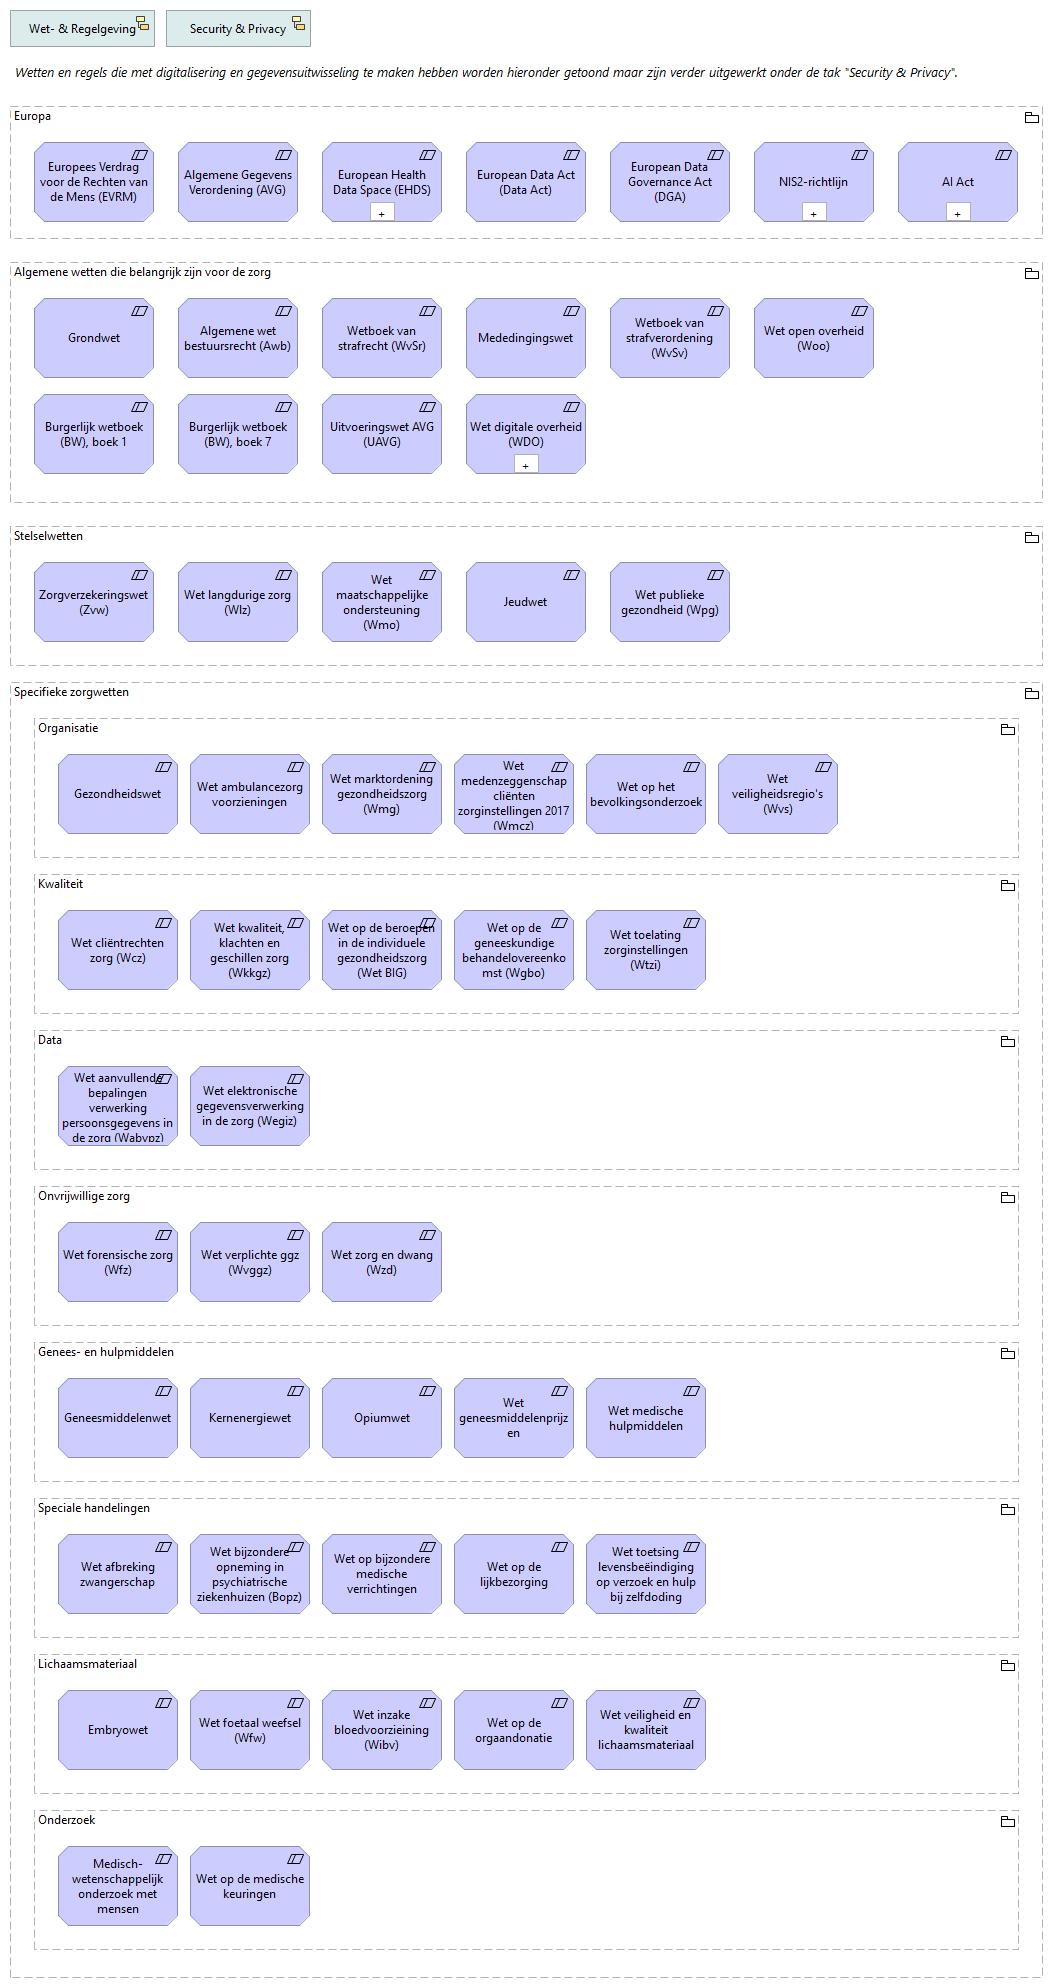 Wet- & Regelgeving
Security & Privacy
Wetten en regels die met digitalisering en gegevensuitwisseling te maken hebben worden hieronder getoond maar zijn verder uitgewerkt onder de tak "Security & Privacy".
Europa
Europees Verdrag
voor de Rechten van
de Mens (EVRM)
Algemene Gegevens
Verordening (AVG)
European Health
Data Space (EHDS)
+
European Data Act
(Data Act)
European Data
Governance Act
(DGA)
NIS2-richtlijn
+
AI Act
+
Algemene wetten die belangrijk zijn voor de zorg
Grondwet
Algemene wet
bestuursrecht (Awb)
Wetboek van
strafrecht (WvSr)
Mededingingswet
Wetboek van
strafverordening
(WvSv)
Wet open overheid
(Woo)
Burgerlijk wetboek
(BW), boek 1
Burgerlijk wetboek
(BW), boek 7
Uitvoeringswet AVG
(UAVG)
Wet digitale overheid
(WDO)
+
Stelselwetten
Zorgverzekeringswet
(Zvw)
Wet langdurige zorg
(Wlz)
Wet
maatschappelijke
ondersteuning
(Wmo)
Jeudwet
Wet publieke
gezondheid (Wpg)
Specifieke zorgwetten
Organisatie
Gezondheidswet
Wet ambulancezorg
voorzieningen
Wet marktordening
gezondheidszorg
(Wmg)
Wet
medenzeggenschap
cliënten
zorginstellingen 2017
(Wmcz)
Wet op het
bevolkingsonderzoek
Wet
veiligheidsregio's
(Wvs)
Kwaliteit
Wet cliëntrechten
zorg (Wcz)
Wet kwaliteit,
klachten en
geschillen zorg
(Wkkgz)
Wet op de beroepen
in de individuele
gezondheidszorg
(Wet BIG)
Wet op de
geneeskundige
behandelovereenko
mst (Wgbo)
Wet toelating
zorginstellingen
(Wtzi)
Data
Wet aanvullende
bepalingen
verwerking
persoonsgegevens in
de zorg (Wabvpz)
Wet elektronische
gegevensverwerking
in de zorg (Wegiz)
Onvrijwillige zorg
Wet forensische zorg
(Wfz)
Wet verplichte ggz
(Wvggz)
Wet zorg en dwang
(Wzd)
Genees- en hulpmiddelen
Geneesmiddelenwet
Kernenergiewet
Opiumwet
Wet
geneesmiddelenprijz
en
Wet medische
hulpmiddelen
Speciale handelingen
Wet afbreking
zwangerschap
Wet bijzondere
opneming in
psychiatrische
ziekenhuizen (Bopz)
Wet op bijzondere
medische
verrichtingen
Wet op de
lijkbezorging
Wet toetsing
levensbeëindiging
op verzoek en hulp
bij zelfdoding
Lichaamsmateriaal
Embryowet
Wet foetaal weefsel
(Wfw)
Wet inzake
bloedvoorzieining
(Wibv)
Wet op de
orgaandonatie
Wet veiligheid en
kwaliteit
lichaamsmateriaal
Onderzoek
Medisch-
wetenschappelijk
onderzoek met
mensen
Wet op de medische
keuringen